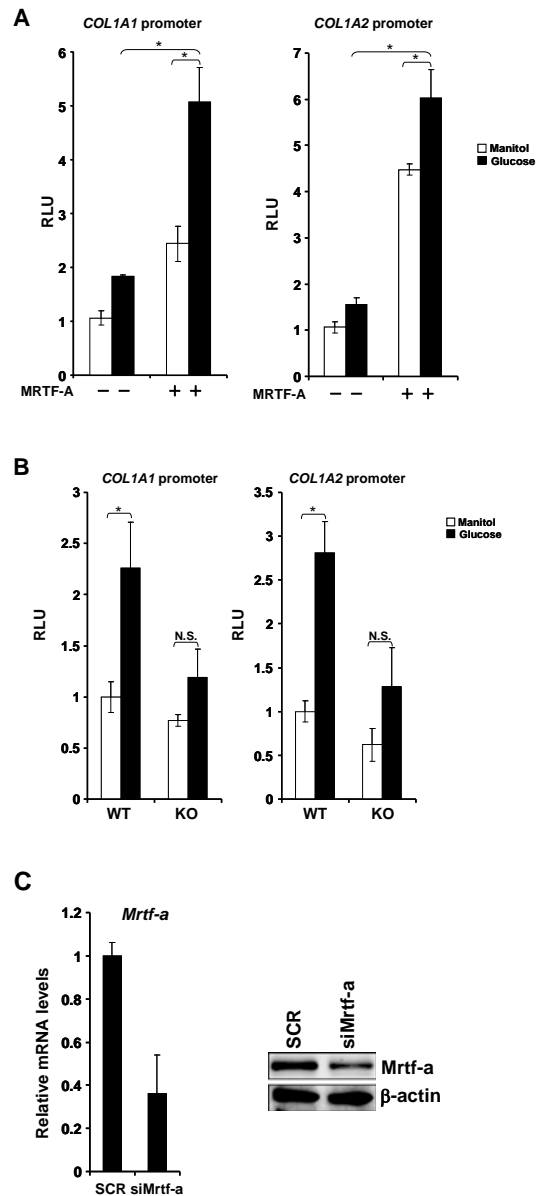 A
COL1A1 promoter
COL1A2 promoter
*
*
*
*
6
5
4
3
2
1
0
RLU
7
6
5
4
3
2
1
0
RLU
Manitol
Glucose
MRTF-A
– –
+ +
MRTF-A
– –
+ +
B
COL1A1 promoter
COL1A2 promoter
*
N.S.
*
N.S.
3
2.5
2
1.5
1
0.5
0
RLU
3.5
3
2.5
2
1.5
1
0.5
0
RLU
Manitol
Glucose
WT
KO
WT
KO
C
Mrtf-a
1.2
1
0.8
0.6
0.4
0.2
0
Relative mRNA levels
SCR siMrtf-a
SCR
siMrtf-a
Mrtf-a
β-actin